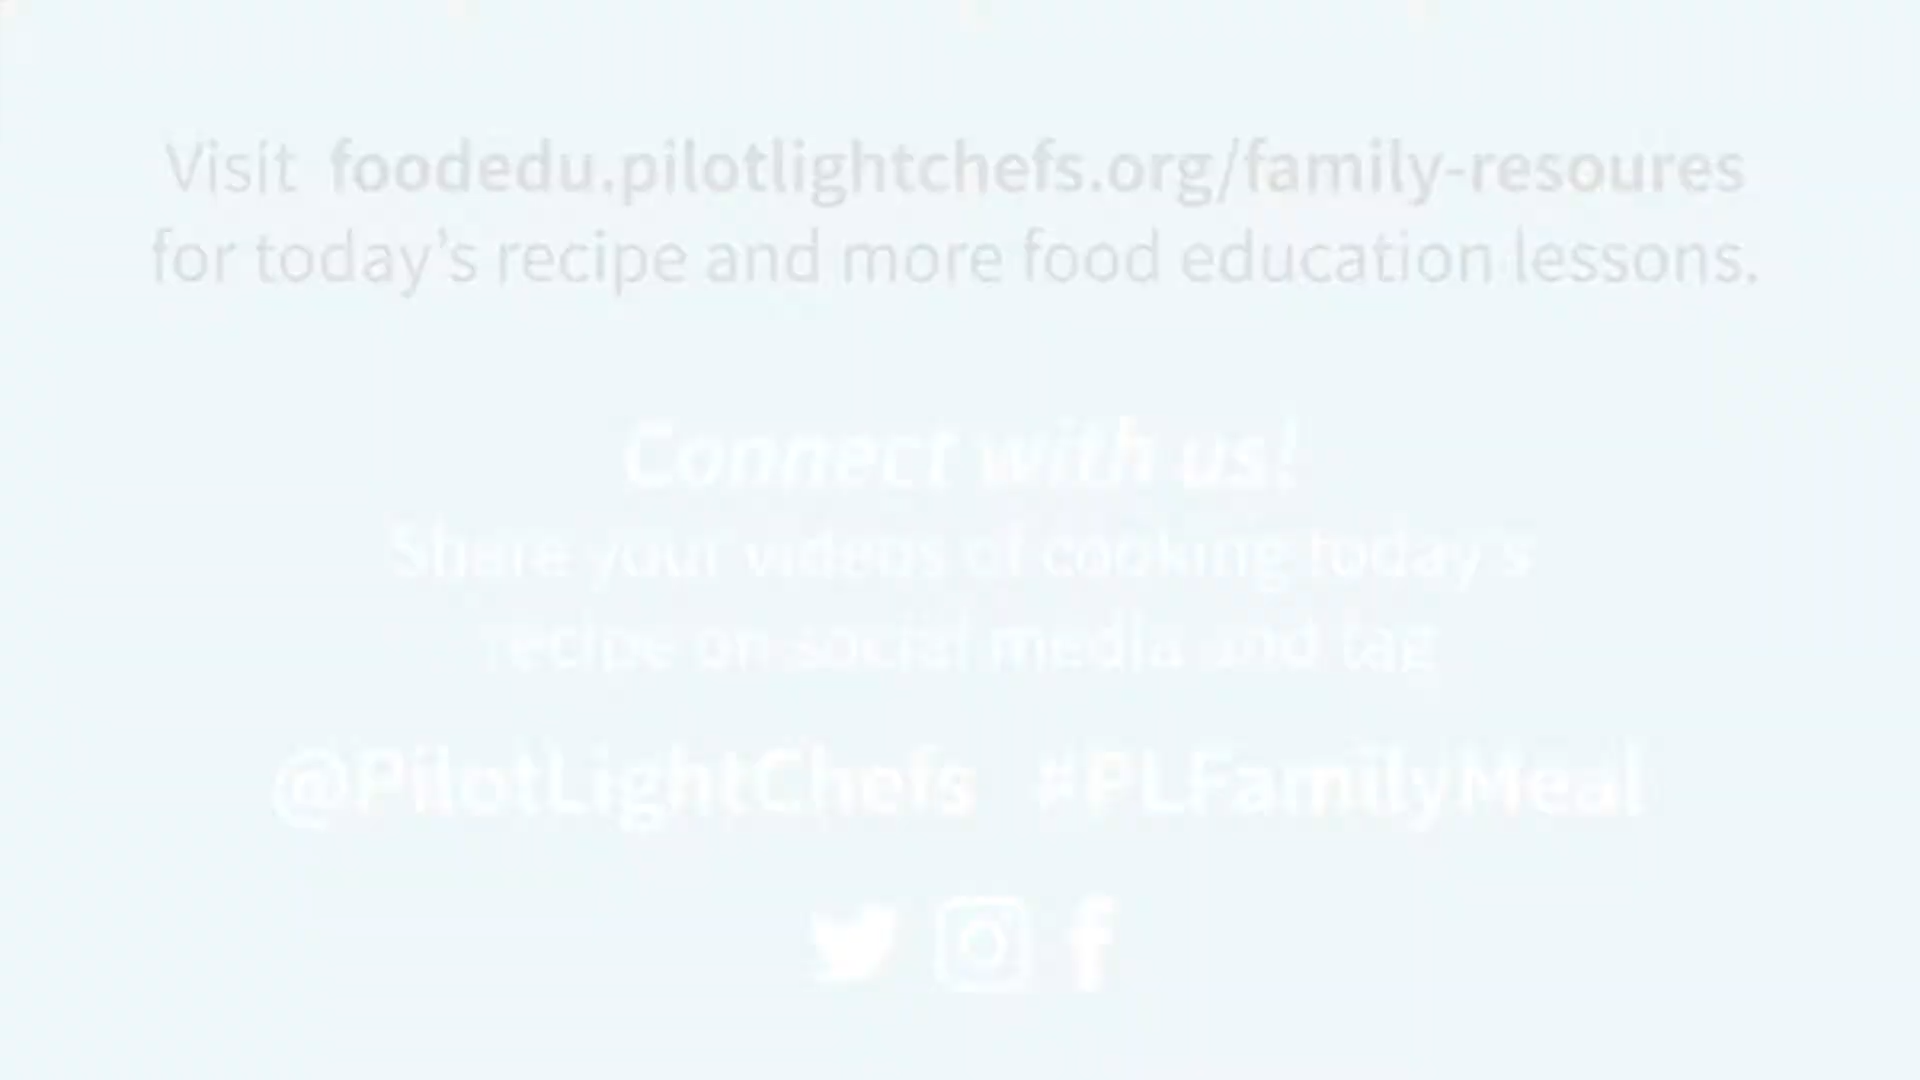 Visit foodedu.pilotlightchefs.org/family-resoures
for today’s recipe and more food education lessons.
Connect with us!
Share your videos of cooking today's
recipe on social media and tag
@PilotLightChefs #PLFamilyMeal